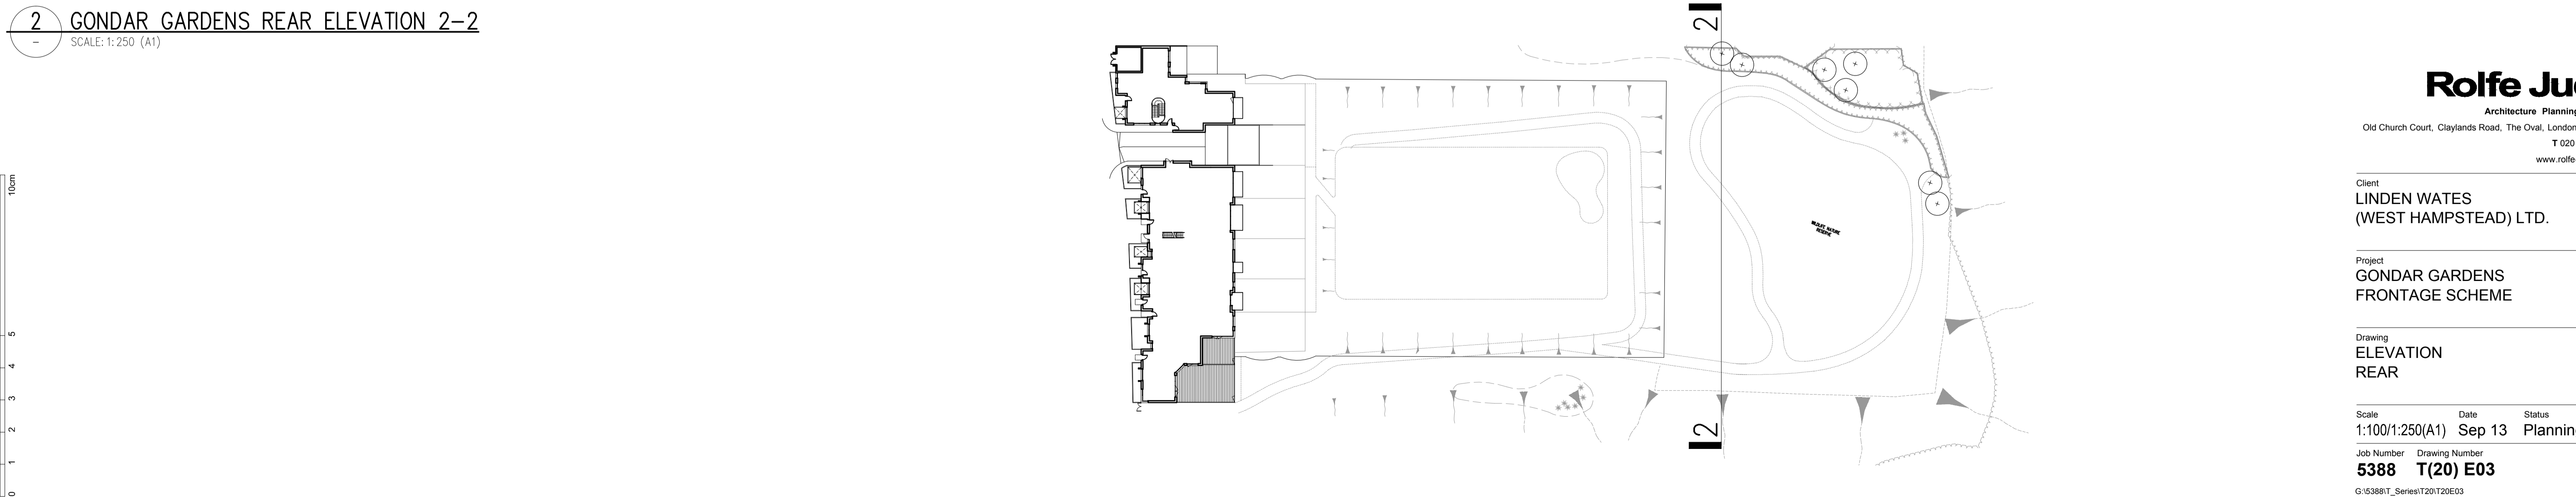 2 GONDAR GARDENS REAR ELEVATION 2-2
- SCALE: 1:250 (A1)
10cm
5
4
3
2
1
0
2
WILDLIFE NATURE
RESERVE
2
Rolfe Ju
Architecture Planning
Old Church Court, Claylands Road, The Oval, London
T 020
www.rolfe
Client
LINDEN WATES
(WEST HAMPSTEAD) LTD.
Project
GONDAR GARDENS
FRONTAGE SCHEME
Drawing
ELEVATION
REAR
Scale Date Status
1:100/1:250(A1) Sep 13 Plannin
Job Number Drawing Number
5388 T(20) E03
G:\5388\T_Series\T20\T20E03